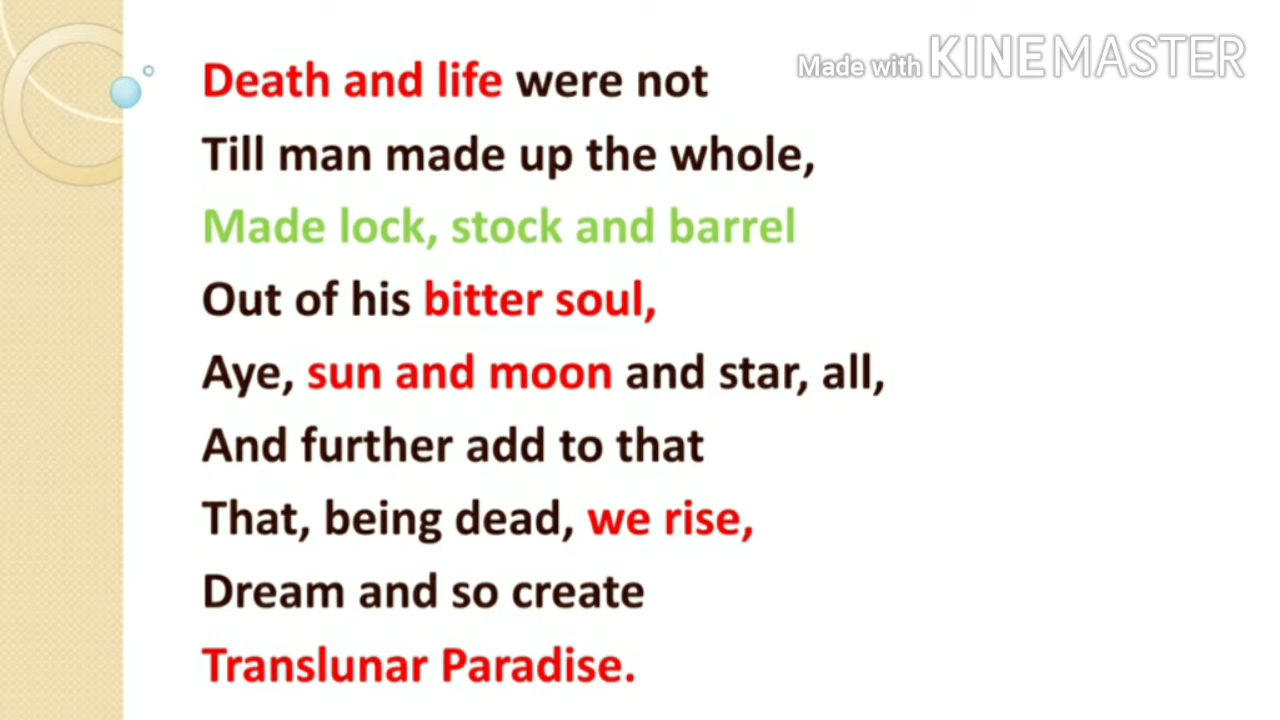 Made with KINEMASTER
Death and life were not
Till man made up the whole,
Made lock, stock and barrel
Out of his bitter soul,
Aye, sun and moon and star, all,
And further add to that
That, being dead, we rise,
Dream and so create
Translunar Paradise.